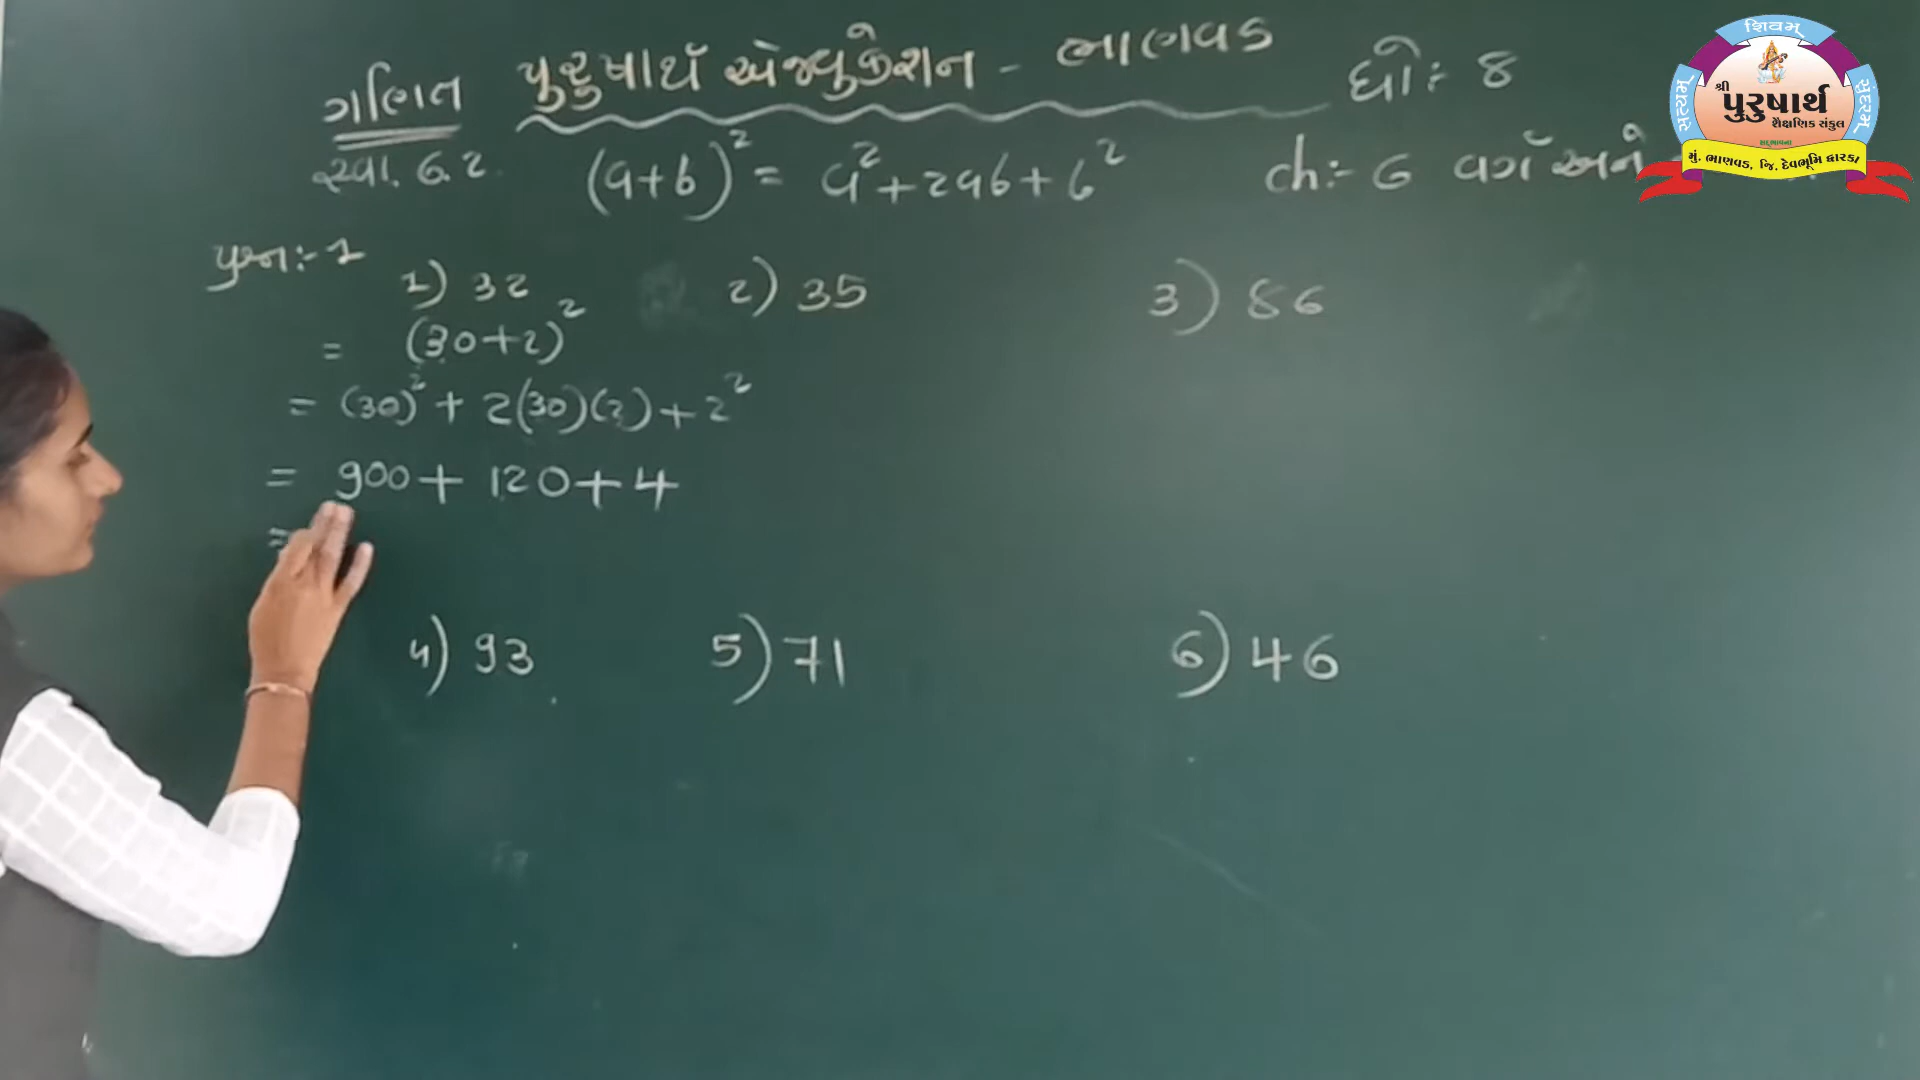 ગણિત પુરુષાર્થ એજ્યુકેશન - ભાણવડ ધો:- 8
સ્વા. 6.2 (a+b)² = a²+2ab+b² ch:- 6 વર્ગ અને
પ્રશ્ન:-1
1) 32 2) 35 3) 86
= (30+2)²
= (30)² + 2(30)(2) + 2²
= 900 + 120 + 4
=
4) 93 5) 71 6) 46
શિવમ્
સત્યમ્
સુંદરમ્
શ્રી
પુરુષાર્થ
શૈક્ષણિક સંકુલ
મું. ભાણવડ, જિ. દેવભૂમિ દ્વારકા